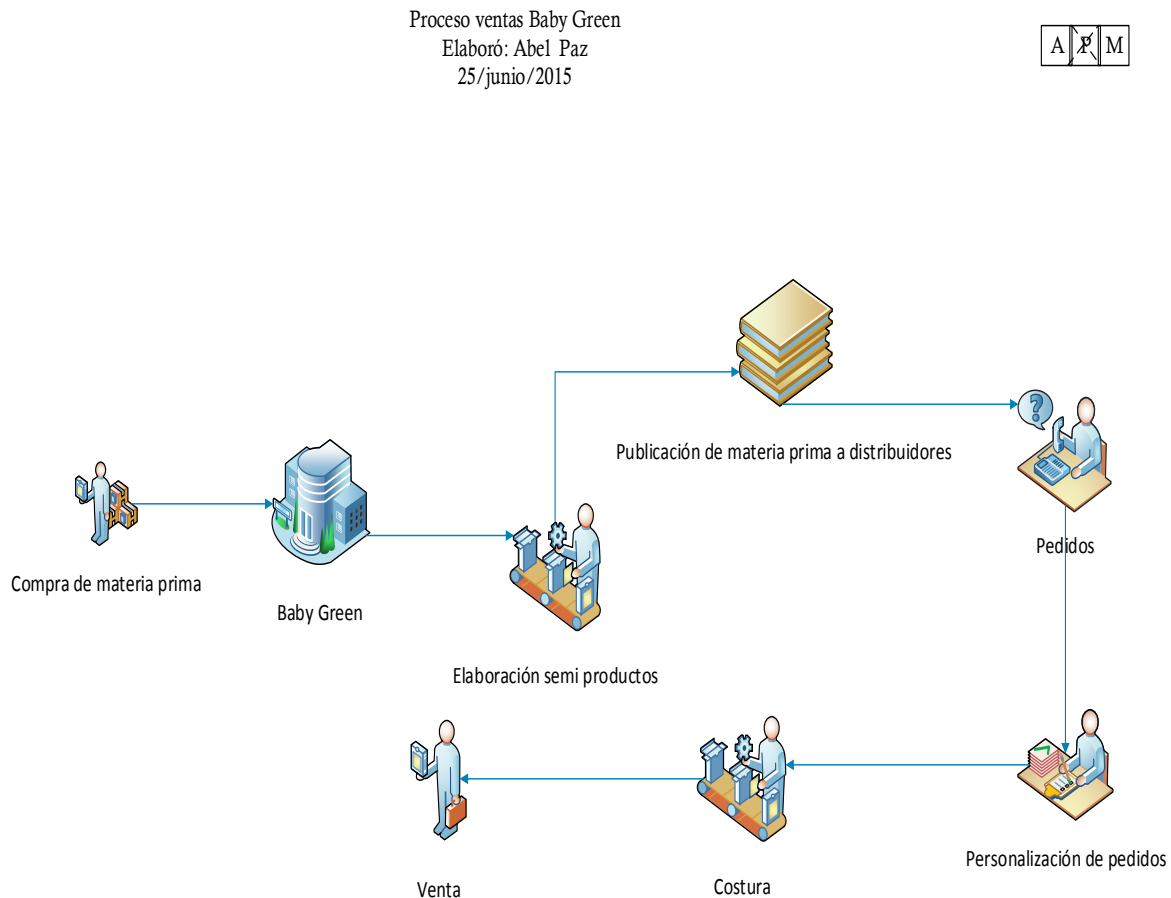 Proceso ventas Baby Green
Elaboró: Abel Paz
25/junio/2015
A P M
Publicación de materia prima a distribuidores
Pedidos
Compra de materia prima
Baby Green
Elaboración semi productos
Personalización de pedidos
Costura
Venta